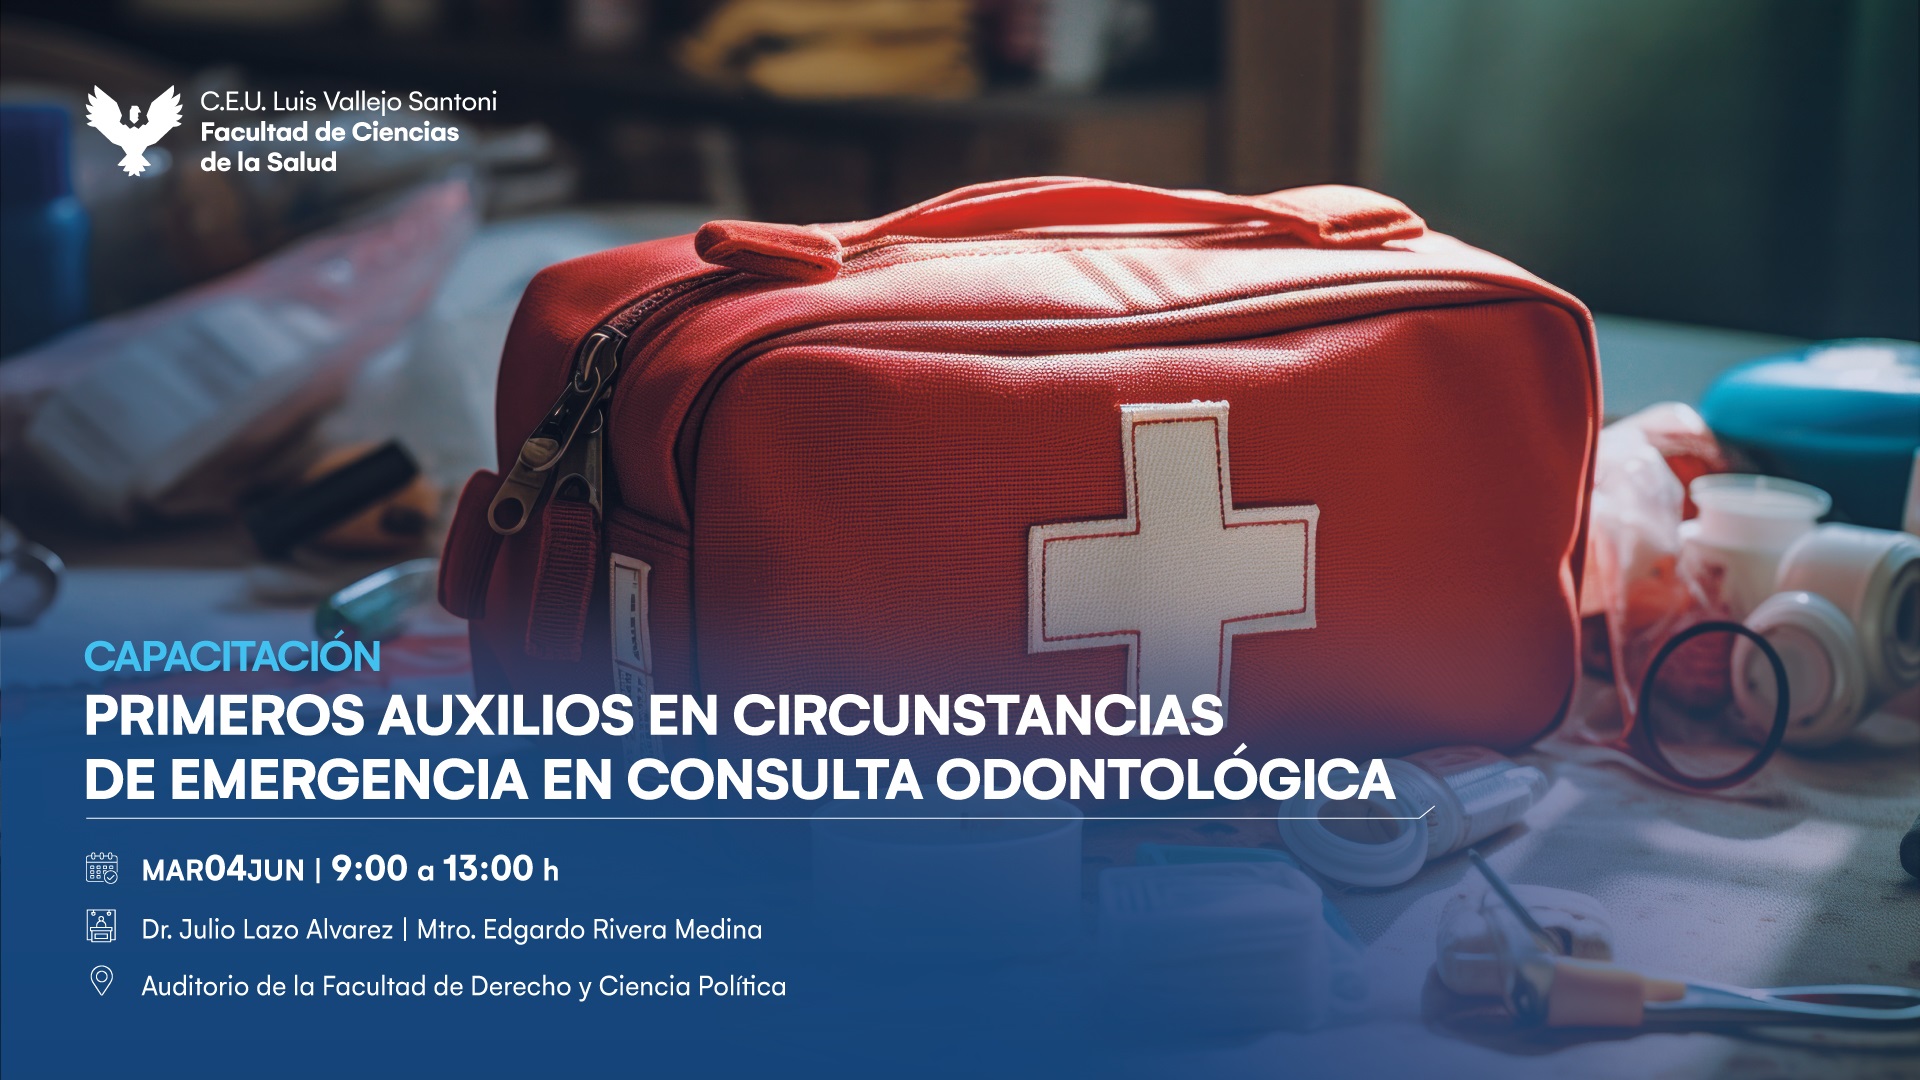 C.E.U. Luis Vallejo Santoni
Facultad de Ciencias
de la Salud
CAPACITACIÓN
PRIMEROS AUXILIOS EN CIRCUNSTANCIAS
DE EMERGENCIA EN CONSULTA ODONTOLÓGICA
MAR04JUN | 9:00 a 13:00 h
Dr. Julio Lazo Alvarez | Mtro. Edgardo Rivera Medina
Auditorio de la Facultad de Derecho y Ciencia Política